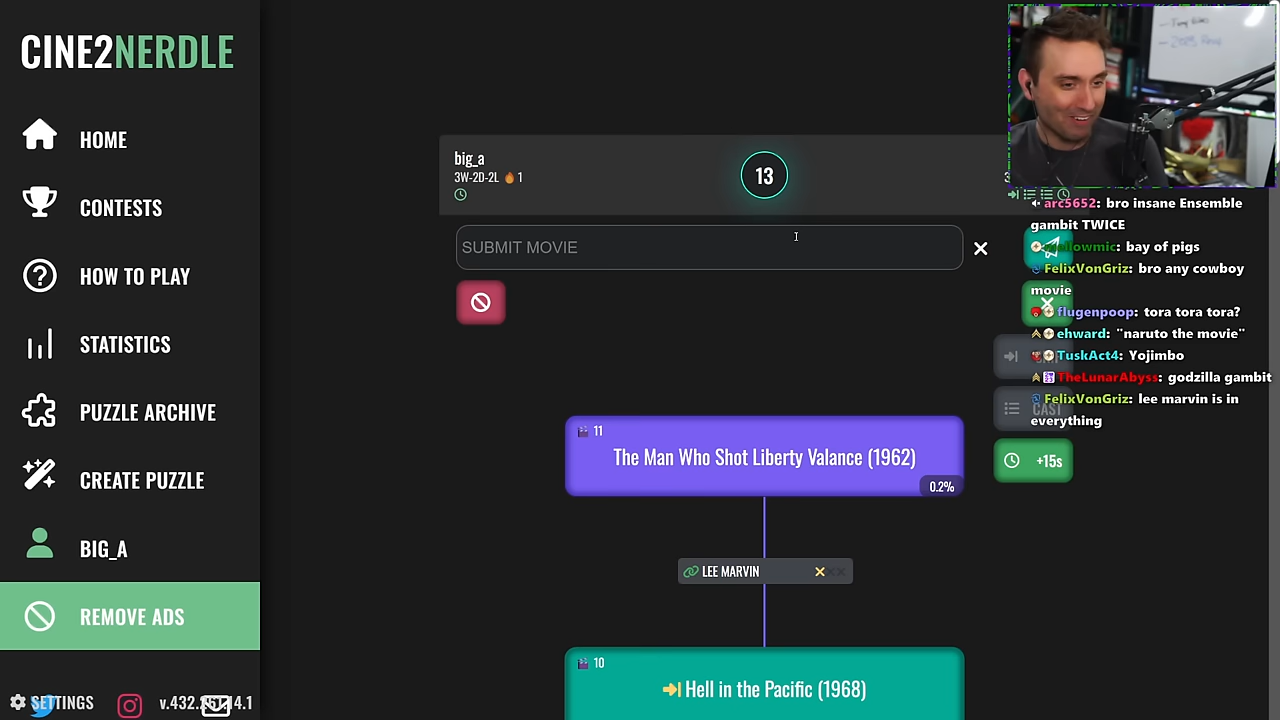 CINE2NERDLE
HOME
CONTESTS
HOW TO PLAY
STATISTICS
PUZZLE ARCHIVE
CREATE PUZZLE
BIG_A
REMOVE ADS
SETTINGS
big_a
3W-2D-2L 🔥 1
13
SUBMIT MOVIE
11
The Man Who Shot Liberty Valance (1962)
0.2%
LEE MARVIN
10
Hell in the Pacific (1968)
CAST
+15s
arc5652: bro insane Ensemble
gambit TWICE
: bay of pigs
FelixVonGriz: bro any cowboy
movie
flugenpoop: tora tora tora?
ehward: "naruto the movie"
TuskAct4: Yojimbo
TheLunarAbyss: godzilla gambit
FelixVonGriz: lee marvin is in
everything